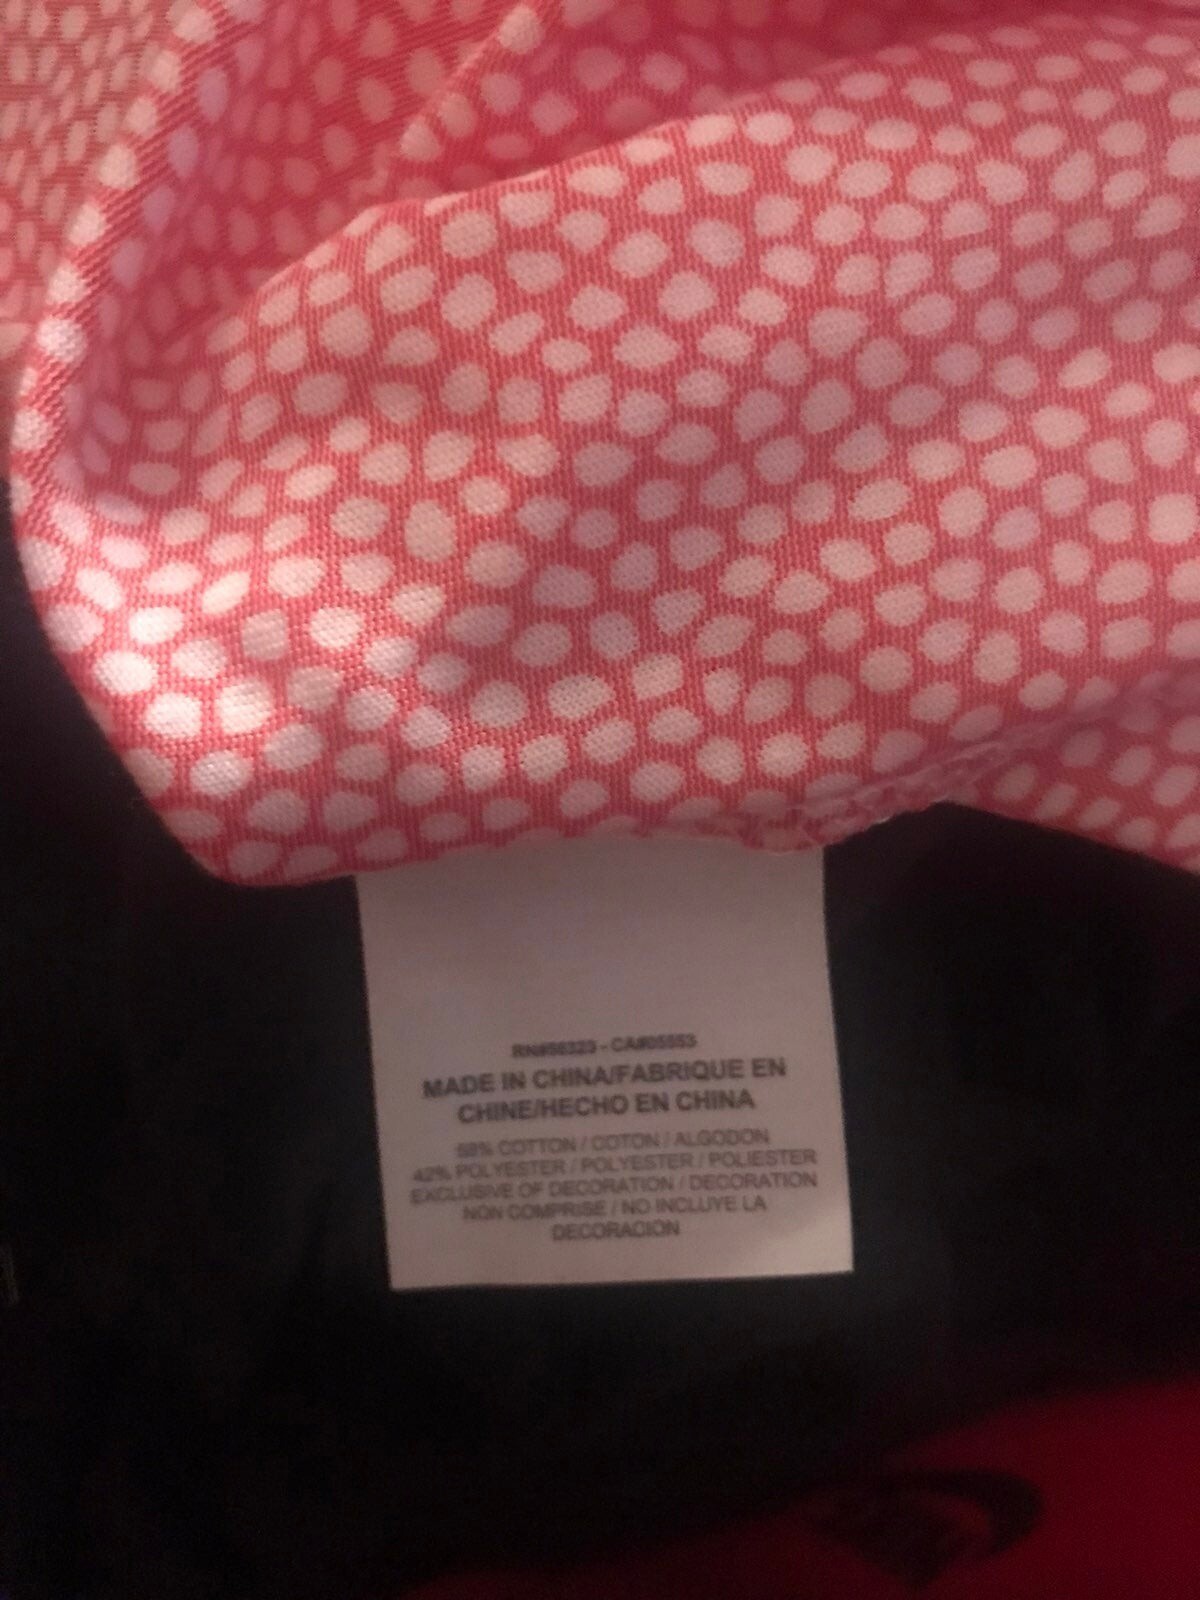 RN#56323 - CA#05553
MADE IN CHINA/FABRIQUE EN
CHINE/HECHO EN CHINA
58% COTTON / COTON / ALGODON
42% POLYESTER / POLYESTER / POLIESTER
EXCLUSIVE OF DECORATION / DECORATION
NON COMPRISE / NO INCLUYE LA
DECORACION